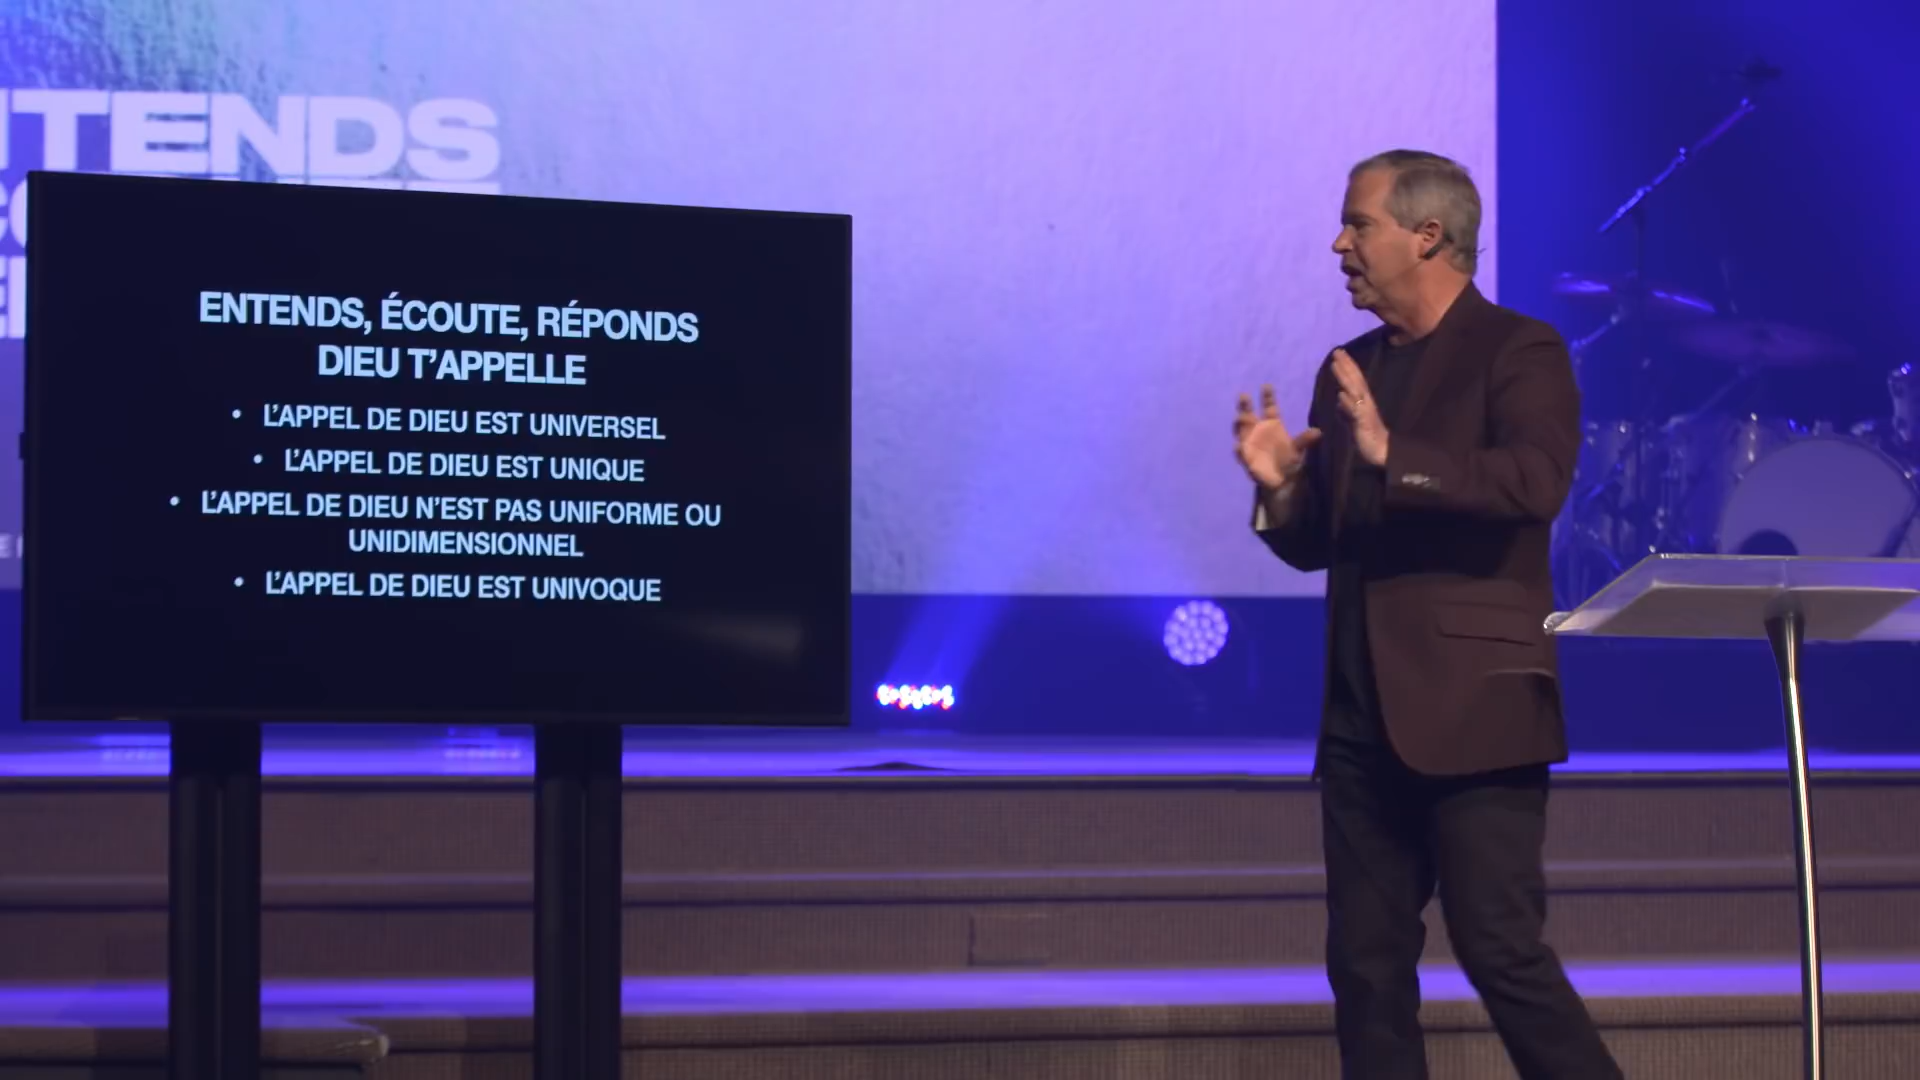 NTENDS
ENTENDS, ÉCOUTE, RÉPONDS
DIEU T'APPELLE
• L'APPEL DE DIEU EST UNIVERSEL
• L'APPEL DE DIEU EST UNIQUE
• L'APPEL DE DIEU N'EST PAS UNIFORME OU
UNIDIMENSIONNEL
• L'APPEL DE DIEU EST UNIVOQUE